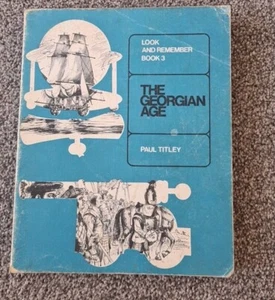 LOOK
AND REMEMBER
BOOK 3
THE
GEORGIAN
AGE
PAUL TITLEY